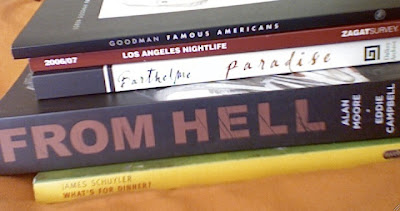 GOODMAN FAMOUS AMERICANS
2006/07 LOS ANGELES NIGHTLIFE ZAGATSURVEY
Barthelme paradise
FROM HELL
ALAN MOORE
EDDIE CAMPBELL
JAMES SCHUYLER
WHAT'S FOR DINNER?